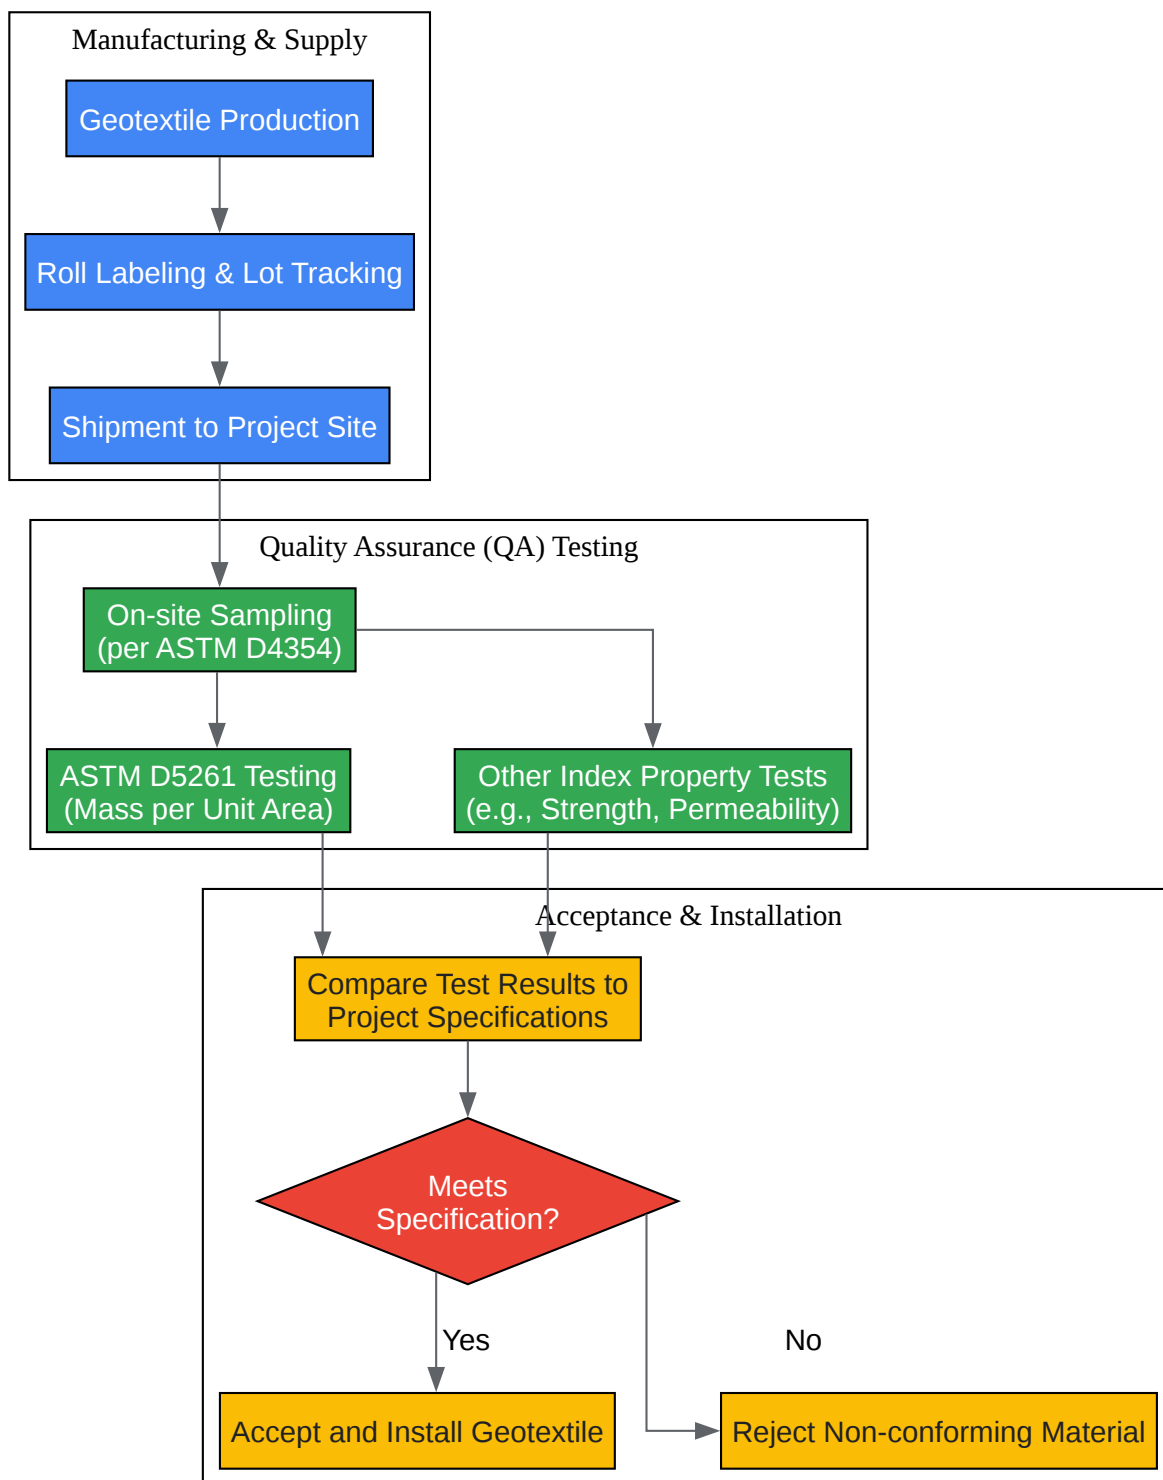 Manufacturing & Supply
Geotextile Production
Roll Labeling & Lot Tracking
Shipment to Project Site
Quality Assurance (QA) Testing
On-site Sampling
(per ASTM D4354)
ASTM D5261 Testing
(Mass per Unit Area)
Other Index Property Tests
(e.g., Strength, Permeability)
Acceptance & Installation
Compare Test Results to
Project Specifications
Meets
Specification?
Yes
No
Accept and Install Geotextile
Reject Non-conforming Material